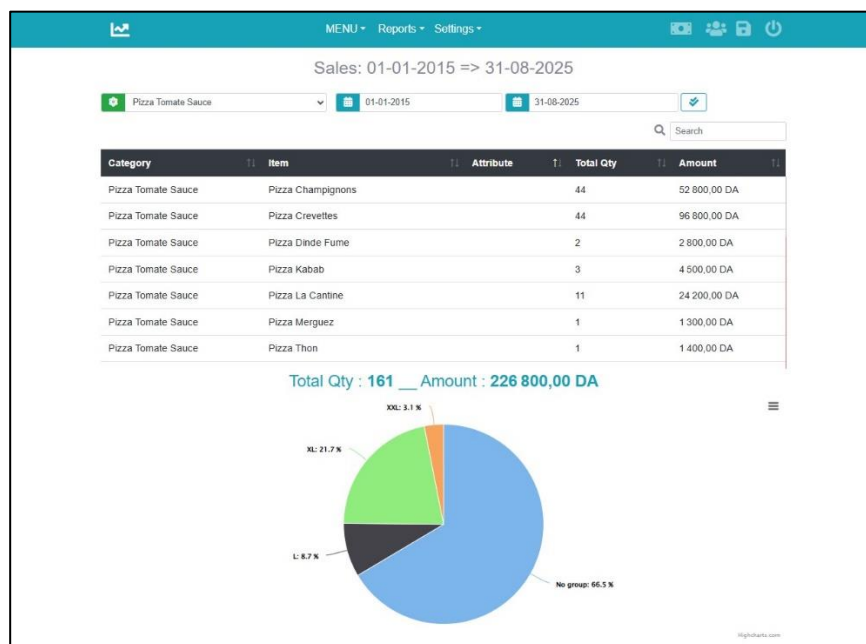 MENU Reports Settings
Sales: 01-01-2015 => 31-08-2025
Pizza Tomate Sauce 01-01-2015 31-08-2025
Search
Category Item Attribute Total Qty Amount
Pizza Tomate Sauce Pizza Champignons 44 52 800,00 DA
Pizza Tomate Sauce Pizza Crevettes 44 96 800,00 DA
Pizza Tomate Sauce Pizza Dinde Fume 2 2 800,00 DA
Pizza Tomate Sauce Pizza Kabab 3 4 500,00 DA
Pizza Tomate Sauce Pizza La Cantine 11 24 200,00 DA
Pizza Tomate Sauce Pizza Merguez 1 1 300,00 DA
Pizza Tomate Sauce Pizza Thon 1 1 400,00 DA
Total Qty : 161 __ Amount : 226 800,00 DA
XXL: 3.1 %
XL: 21.7 %
L: 8.7 %
No group: 66.5 %
Highcharts.com